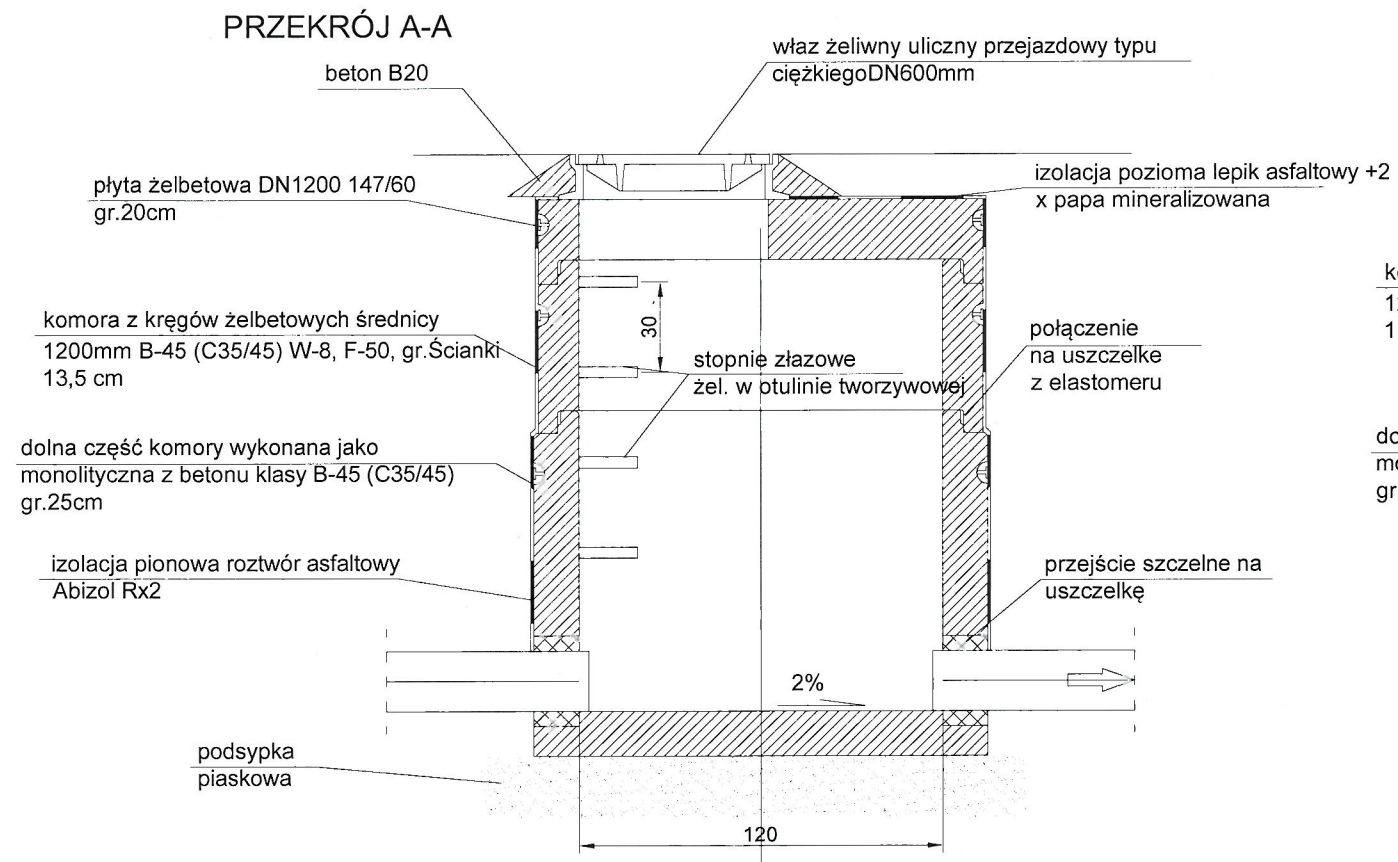 PRZEKRÓJ A-A
beton B20
właz żeliwny uliczny przejazdowy typu
ciężkiegoDN600mm
płyta żelbetowa DN1200 147/60
gr.20cm
izolacja pozioma lepik asfaltowy +2
x papa mineralizowana
komora z kręgów żelbetowych średnicy
1200mm B-45 (C35/45) W-8, F-50, gr.Ścianki
13,5 cm
30
stopnie złazowe
żel. w otulinie tworzywowej
połączenie
na uszczelke
z elastomeru
dolna część komory wykonana jako
monolityczna z betonu klasy B-45 (C35/45)
gr.25cm
izolacja pionowa roztwór asfaltowy
Abizol Rx2
przejście szczelne na
uszczelkę
2%
podsypka
piaskowa
120